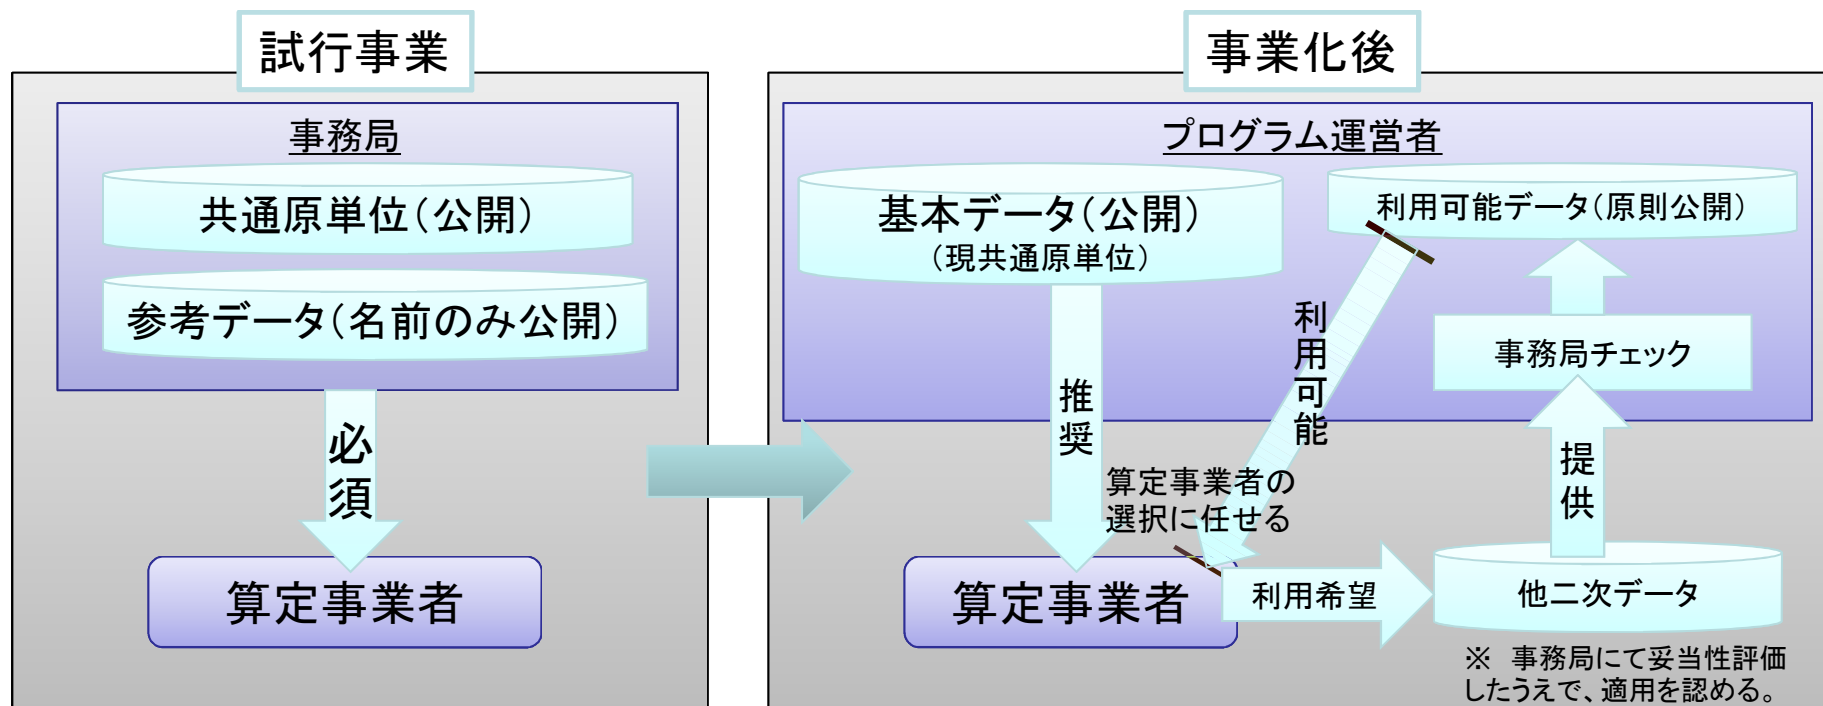 試行事業
事務局
共通原単位（公開）
参考データ（名前のみ公開）
必須
算定事業者
事業化後
プログラム運営者
基本データ（公開）
（現共通原単位）
利用可能データ（原則公開）
事務局チェック
推奨
利用可能
提供
算定事業者の
選択に任せる
算定事業者
利用希望
他二次データ
※　事務局にて妥当性評価
したうえで、適用を認める。